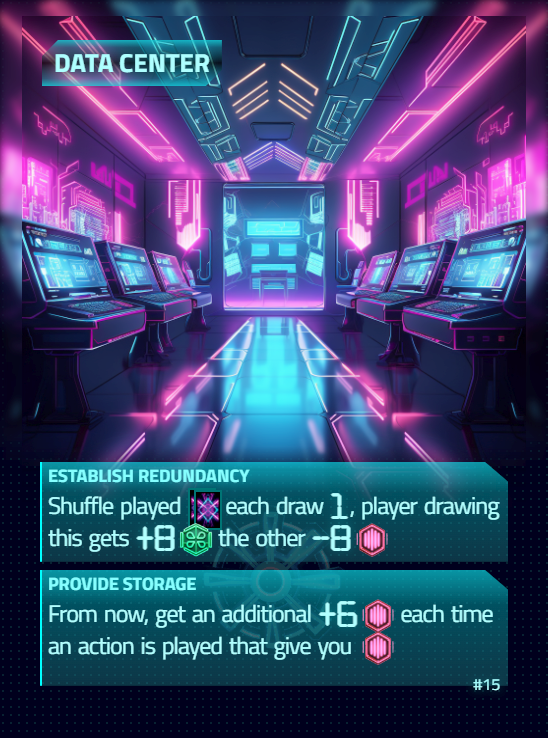 DATA CENTER
ESTABLISH REDUNDANCY
Shuffle played each draw 1, player drawing
this gets +8 the other -8
PROVIDE STORAGE
From now, get an additional +6 each time
an action is played that give you
#15